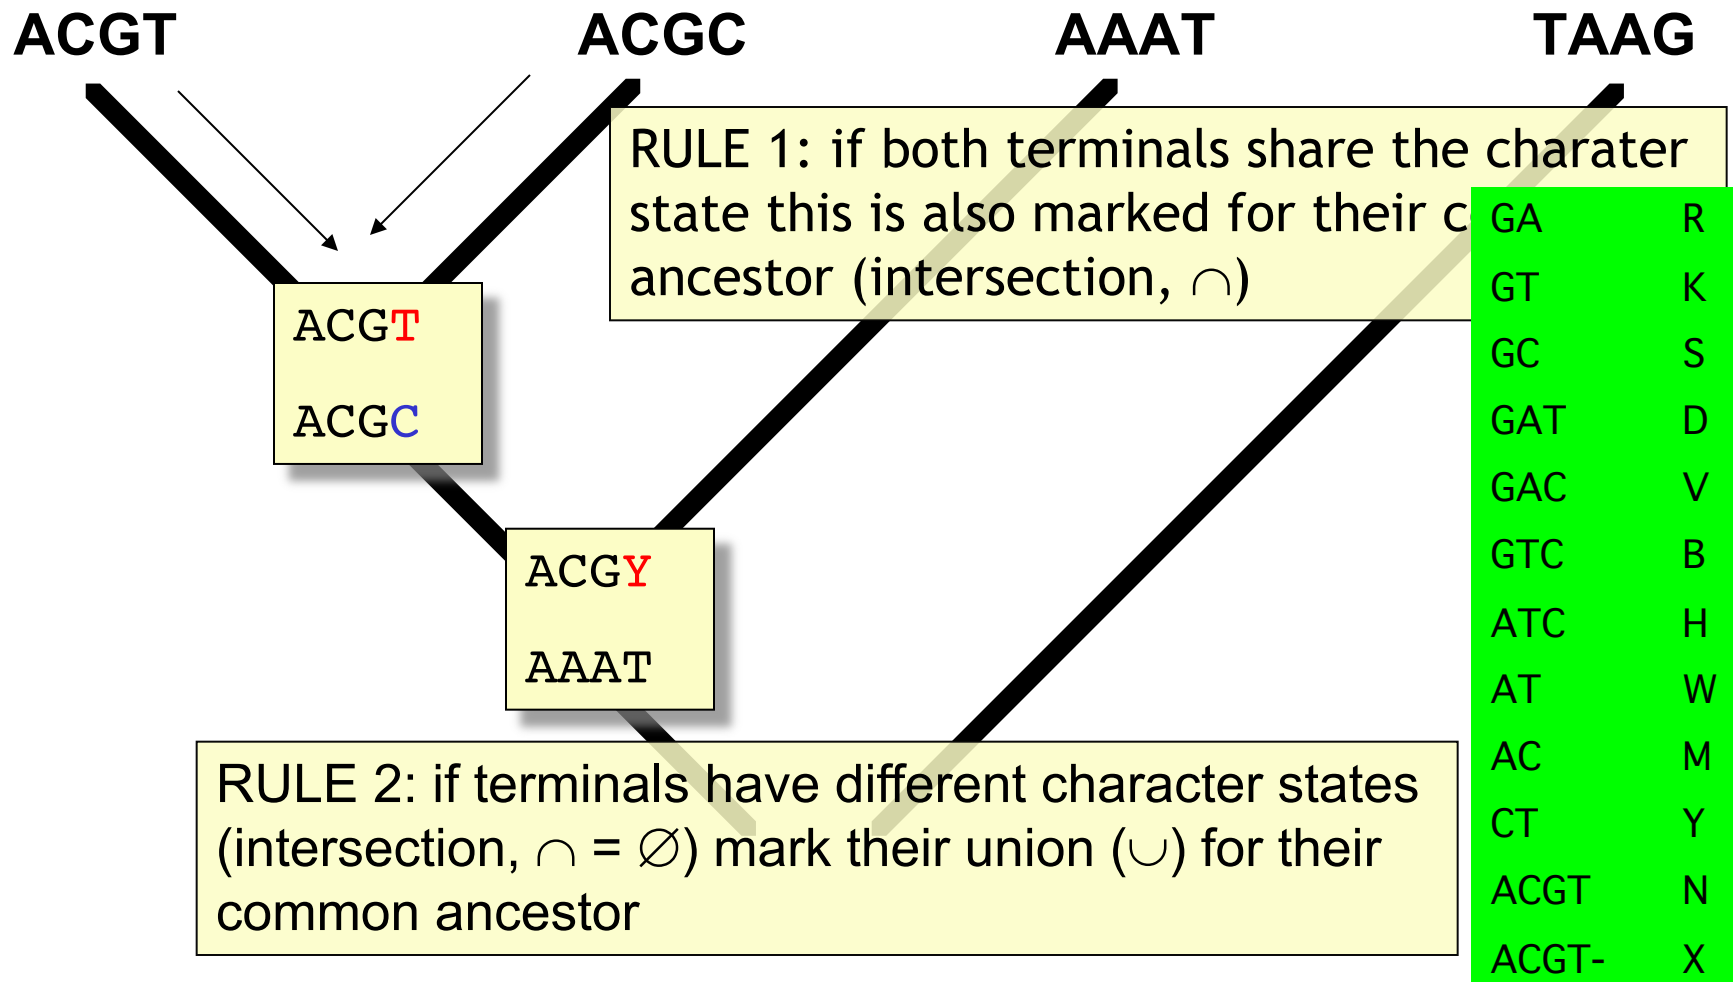 ACGT ACGC AAAT TAAG
RULE 1: if both terminals share the charater
state this is also marked for their
ancestor (intersection, ∩)
ACGT
ACGC
ACGY
AAAT
RULE 2: if terminals have different character states
(intersection, ∩ = ∅) mark their union (∪) for their
common ancestor
GA R
GT K
GC S
GAT D
GAC V
GTC B
ATC H
AT W
AC M
CT Y
ACGT N
ACGT- X